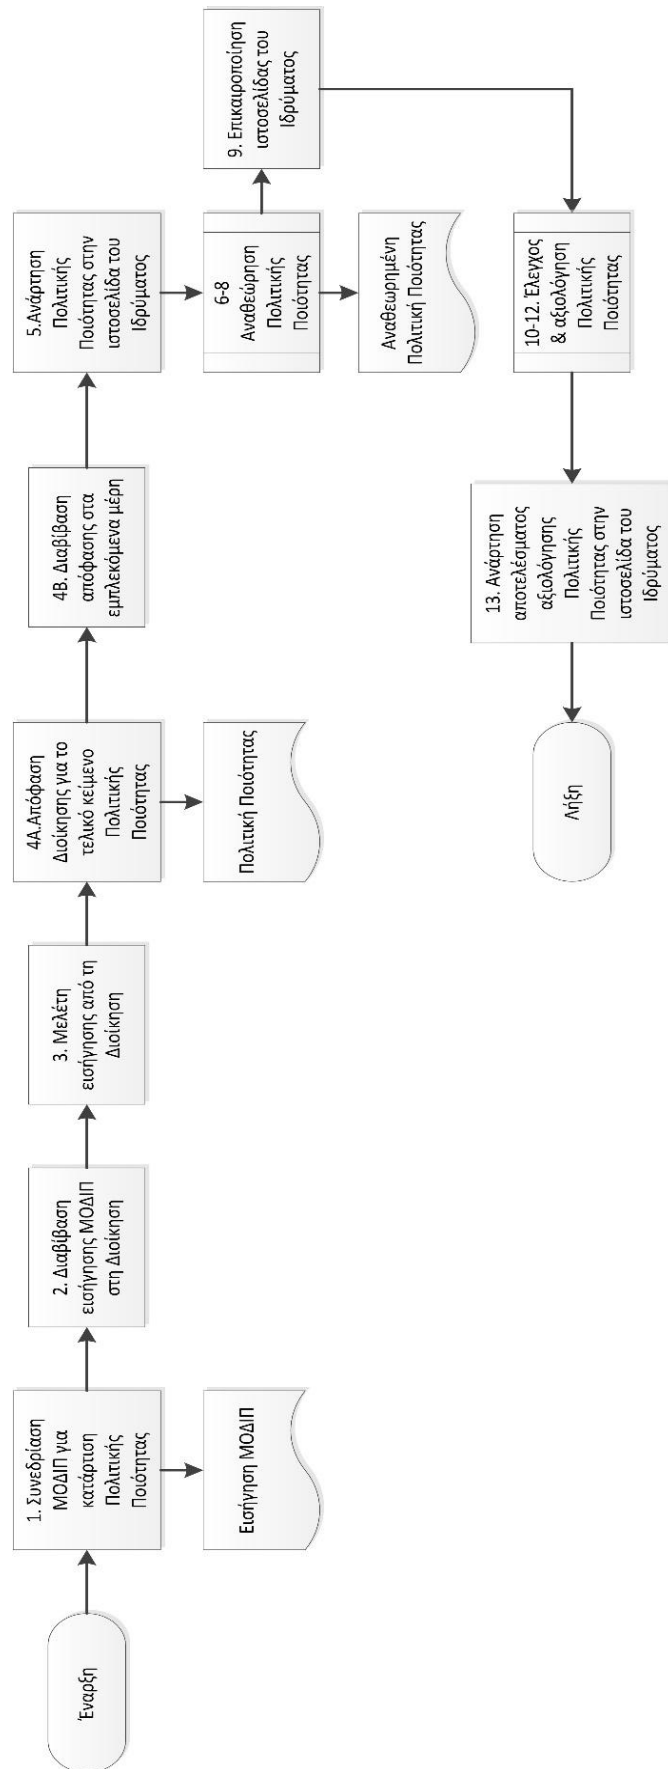 Έναρξη
1. Συνεδρίαση
ΜΟΔΙΠ για
κατάρτιση
Πολιτικής
Ποιότητας
Εισήγηση ΜΟΔΙΠ
2. Διαβίβαση
εισήγησης ΜΟΔΙΠ
στη Διοίκηση
3. Μελέτη
εισήγησης από τη
Διοίκηση
4Α.Απόφαση
Διοίκησης για το
τελικό κείμενο
Πολιτικής
Ποιότητας
Πολιτική Ποιότητας
4Β. Διαβίβαση
απόφασης στα
εμπλεκόμενα μέρη
5.Ανάρτηση
Πολιτικής
Ποιότητας στην
ιστοσελίδα του
Ιδρύματος
6-8
Αναθεώρηση
Πολιτικής
Ποιότητας
Αναθεωρημένη
Πολιτική Ποιότητας
9. Επικαιροποίηση
ιστοσελίδας του
Ιδρύματος
10-12. Έλεγχος
& αξιολόγηση
Πολιτικής
Ποιότητας
13. Ανάρτηση
αποτελέσματος
αξιολόγησης
Πολιτικής
Ποιότητας στην
ιστοσελίδα του
Ιδρύματος
Λήξη